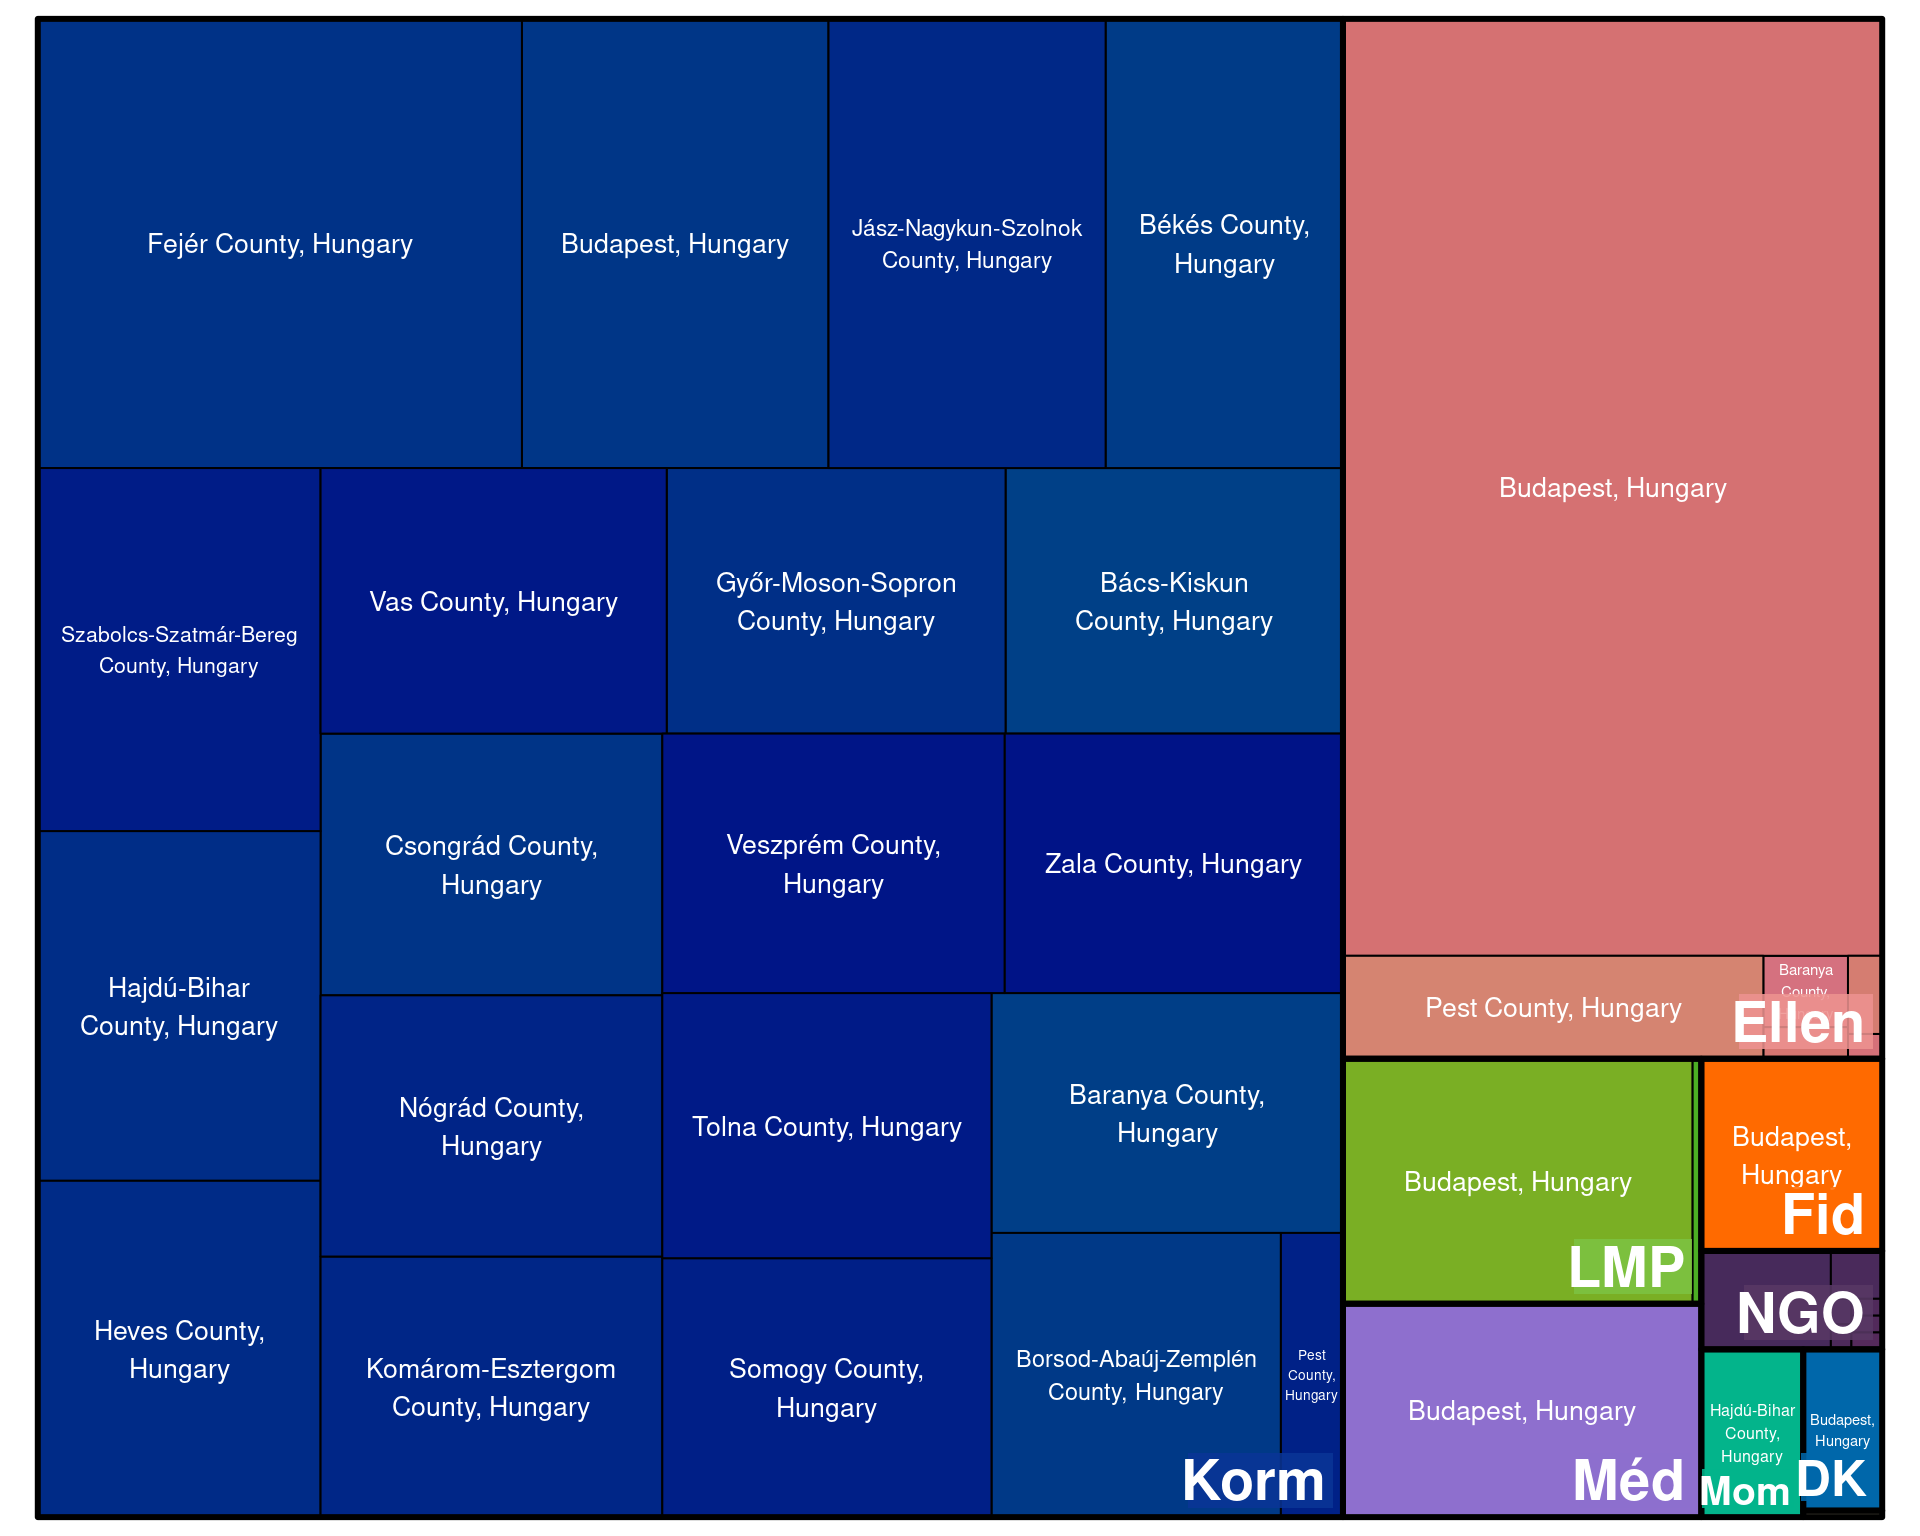 Fejér County, Hungary
Budapest, Hungary
Jász-Nagykun-Szolnok
County, Hungary
Békés County,
Hungary
Szabolcs-Szatmár-Bereg
County, Hungary
Vas County, Hungary
Győr-Moson-Sopron
County, Hungary
Bács-Kiskun
County, Hungary
Csongrád County,
Hungary
Veszprém County,
Hungary
Zala County, Hungary
Hajdú-Bihar
County, Hungary
Nógrád County,
Hungary
Tolna County, Hungary
Baranya County,
Hungary
Heves County,
Hungary
Komárom-Esztergom
County, Hungary
Somogy County,
Hungary
Borsod-Abaúj-Zemplén
County, Hungary
Pest
County,
Hungary
Korm
Budapest, Hungary
Pest County, Hungary
Baranya
County,
Ellen
Budapest, Hungary
LMP
Budapest,
Hungary
Fid
NGO
Budapest, Hungary
Méd
Hajdú-Bihar
County,
Hungary
Mom
Budapest,
Hungary
DK